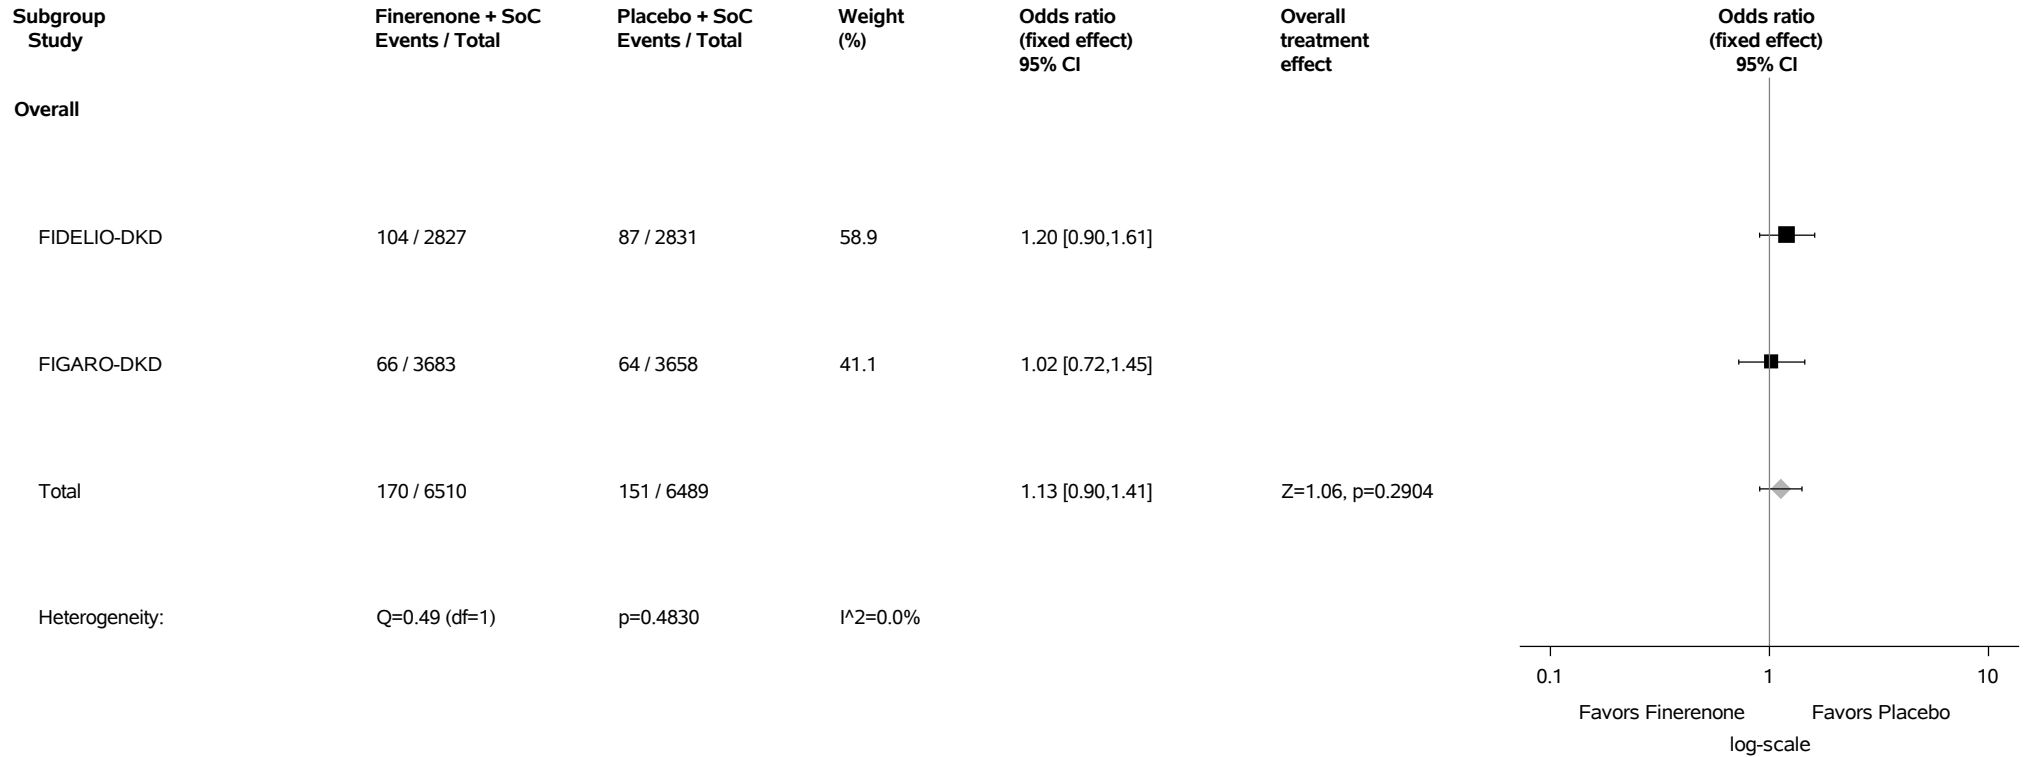 Subgroup Finerenone + SoC Placebo + SoC Weight Odds ratio Overall Odds ratio
Study Events / Total Events / Total (%) (fixed effect) treatment (fixed effect)
95% CI effect 95% CI
Overall
FIDELIO-DKD 104 / 2827 87 / 2831 58.9 1.20 [0.90,1.61]
FIGARO-DKD 66 / 3683 64 / 3658 41.1 1.02 [0.72,1.45]
Total 170 / 6510 151 / 6489 1.13 [0.90,1.41] Z=1.06, p=0.2904
Heterogeneity: Q=0.49 (df=1) p=0.4830 I^2=0.0%
0.1 1 10
Favors Finerenone Favors Placebo
log-scale